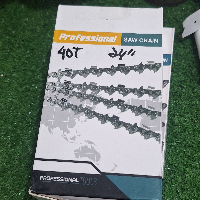 Professional
SAW CHAIN
40T 24"
PROFESSIONAL